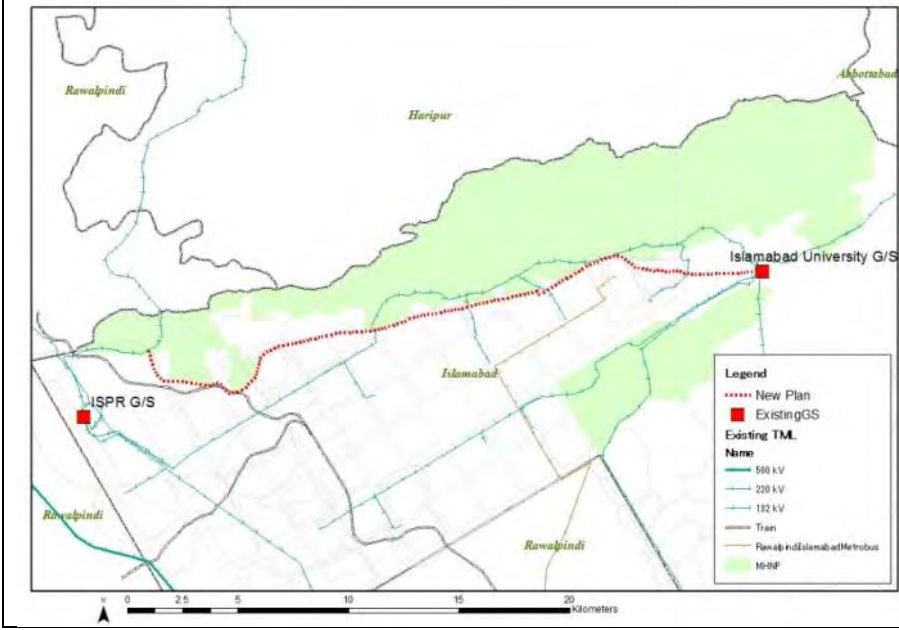 Abbottabad
Rawalpindi
Haripur
Islamabad University G/S
Islamabad
ISPR G/S
Rawalpindi
Rawalpindi
Legend
New Plan
ExistingGS
Existing TML
Name
500 kV
220 kV
132 kV
Train
RawalpindiIslamabadMetrobus
MHNP
N
0 2.5 5 10 15 20
Kilometers